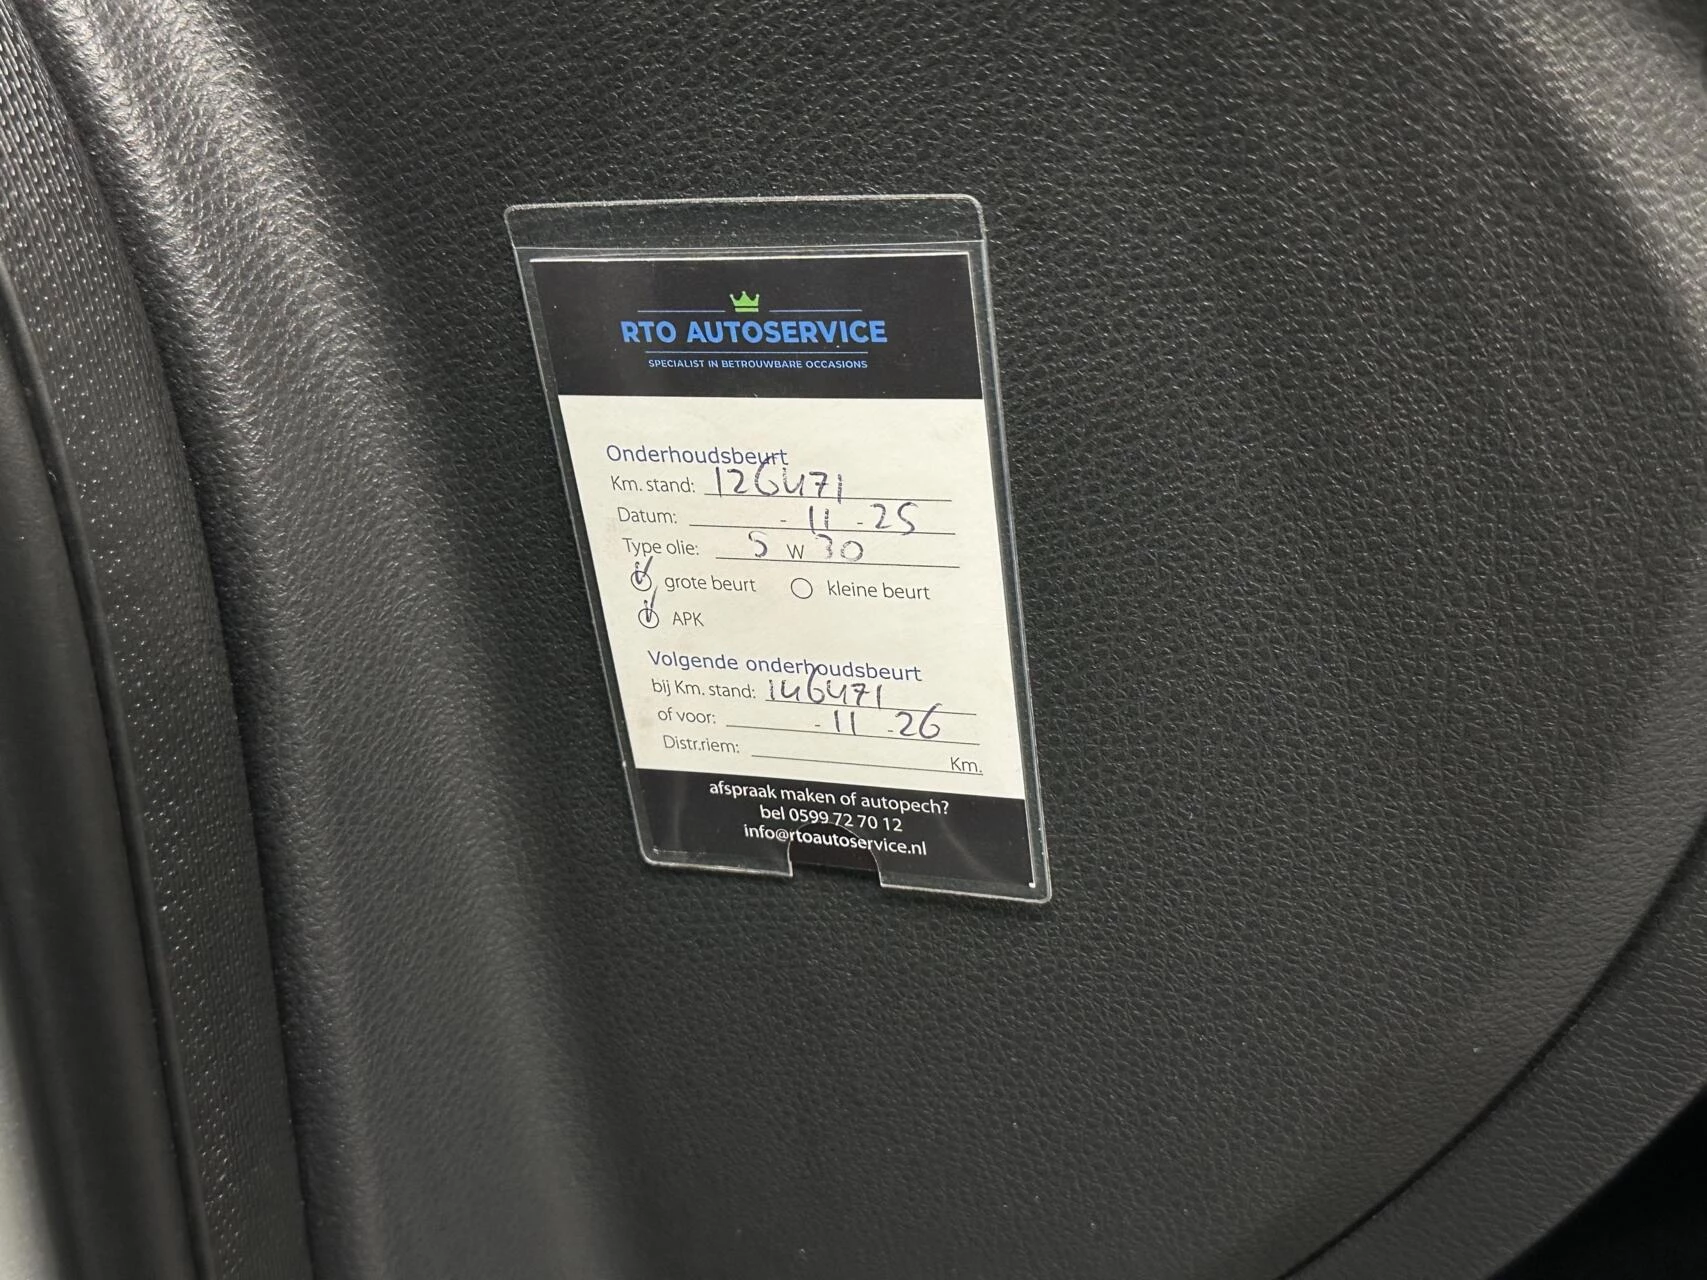 RTO AUTOSERVICE
SPECIALIST IN BETROUWBARE OCCASIONS
Onderhoudsbeurt
Km. stand: 126471
Datum: - 11 - 25
Type olie: 5 W 30
grote beurt kleine beurt
APK
Volgende onderhoudsbeurt
bij Km. stand: 146471
of voor: - 11 - 26
Distr.riem: Km.
afspraak maken of autopech?
bel 0599 72 70 12
info@rtoautoservice.nl